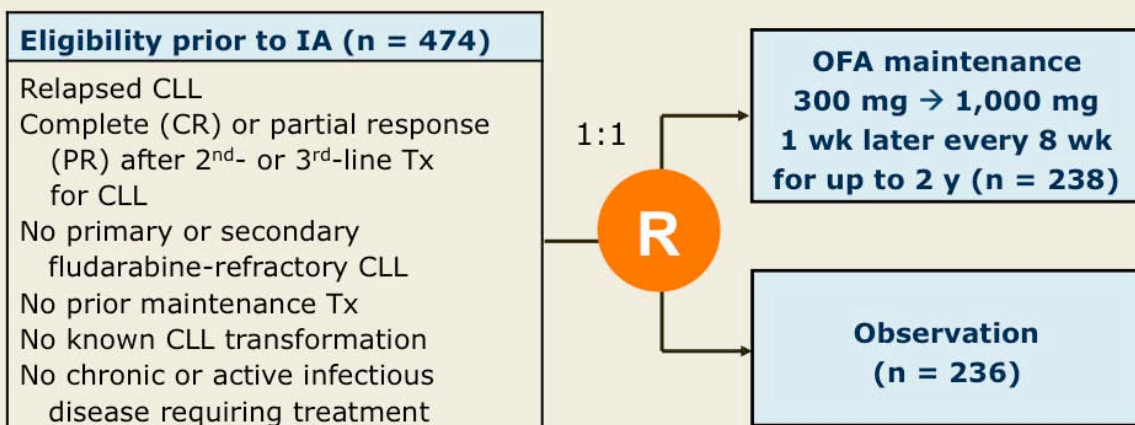 Eligibility prior to IA (n = 474)
Relapsed CLL
Complete (CR) or partial response
(PR) after 2nd- or 3rd-line Tx
for CLL
No primary or secondary
fludarabine-refractory CLL
No prior maintenance Tx
No known CLL transformation
No chronic or active infectious
disease requiring treatment
1:1
R
OFA maintenance
300 mg → 1,000 mg
1 wk later every 8 wk
for up to 2 y (n = 238)
Observation
(n = 236)